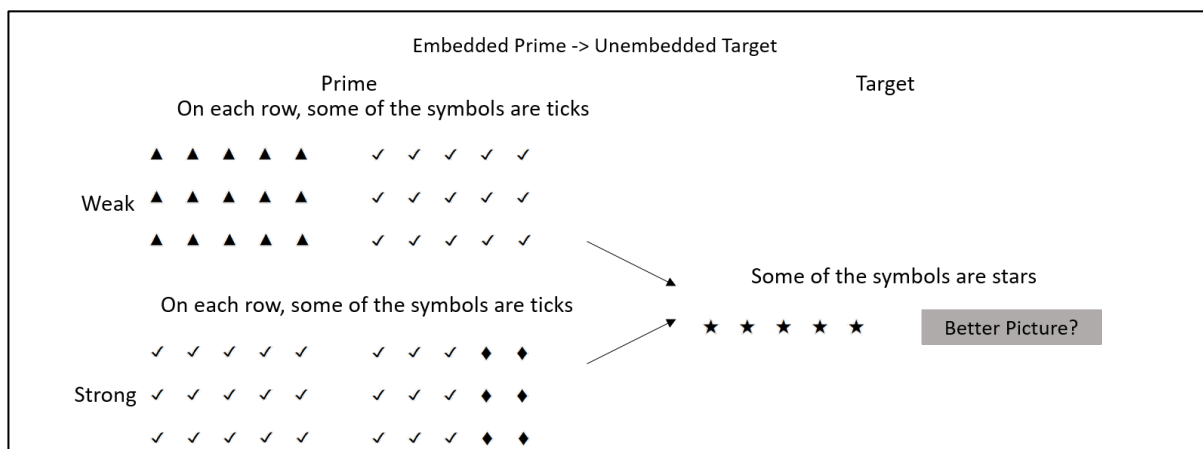 Embedded Prime -> Unembedded Target
Prime
Target
On each row, some of the symbols are ticks
Weak
On each row, some of the symbols are ticks
Strong
Some of the symbols are stars
Better Picture?